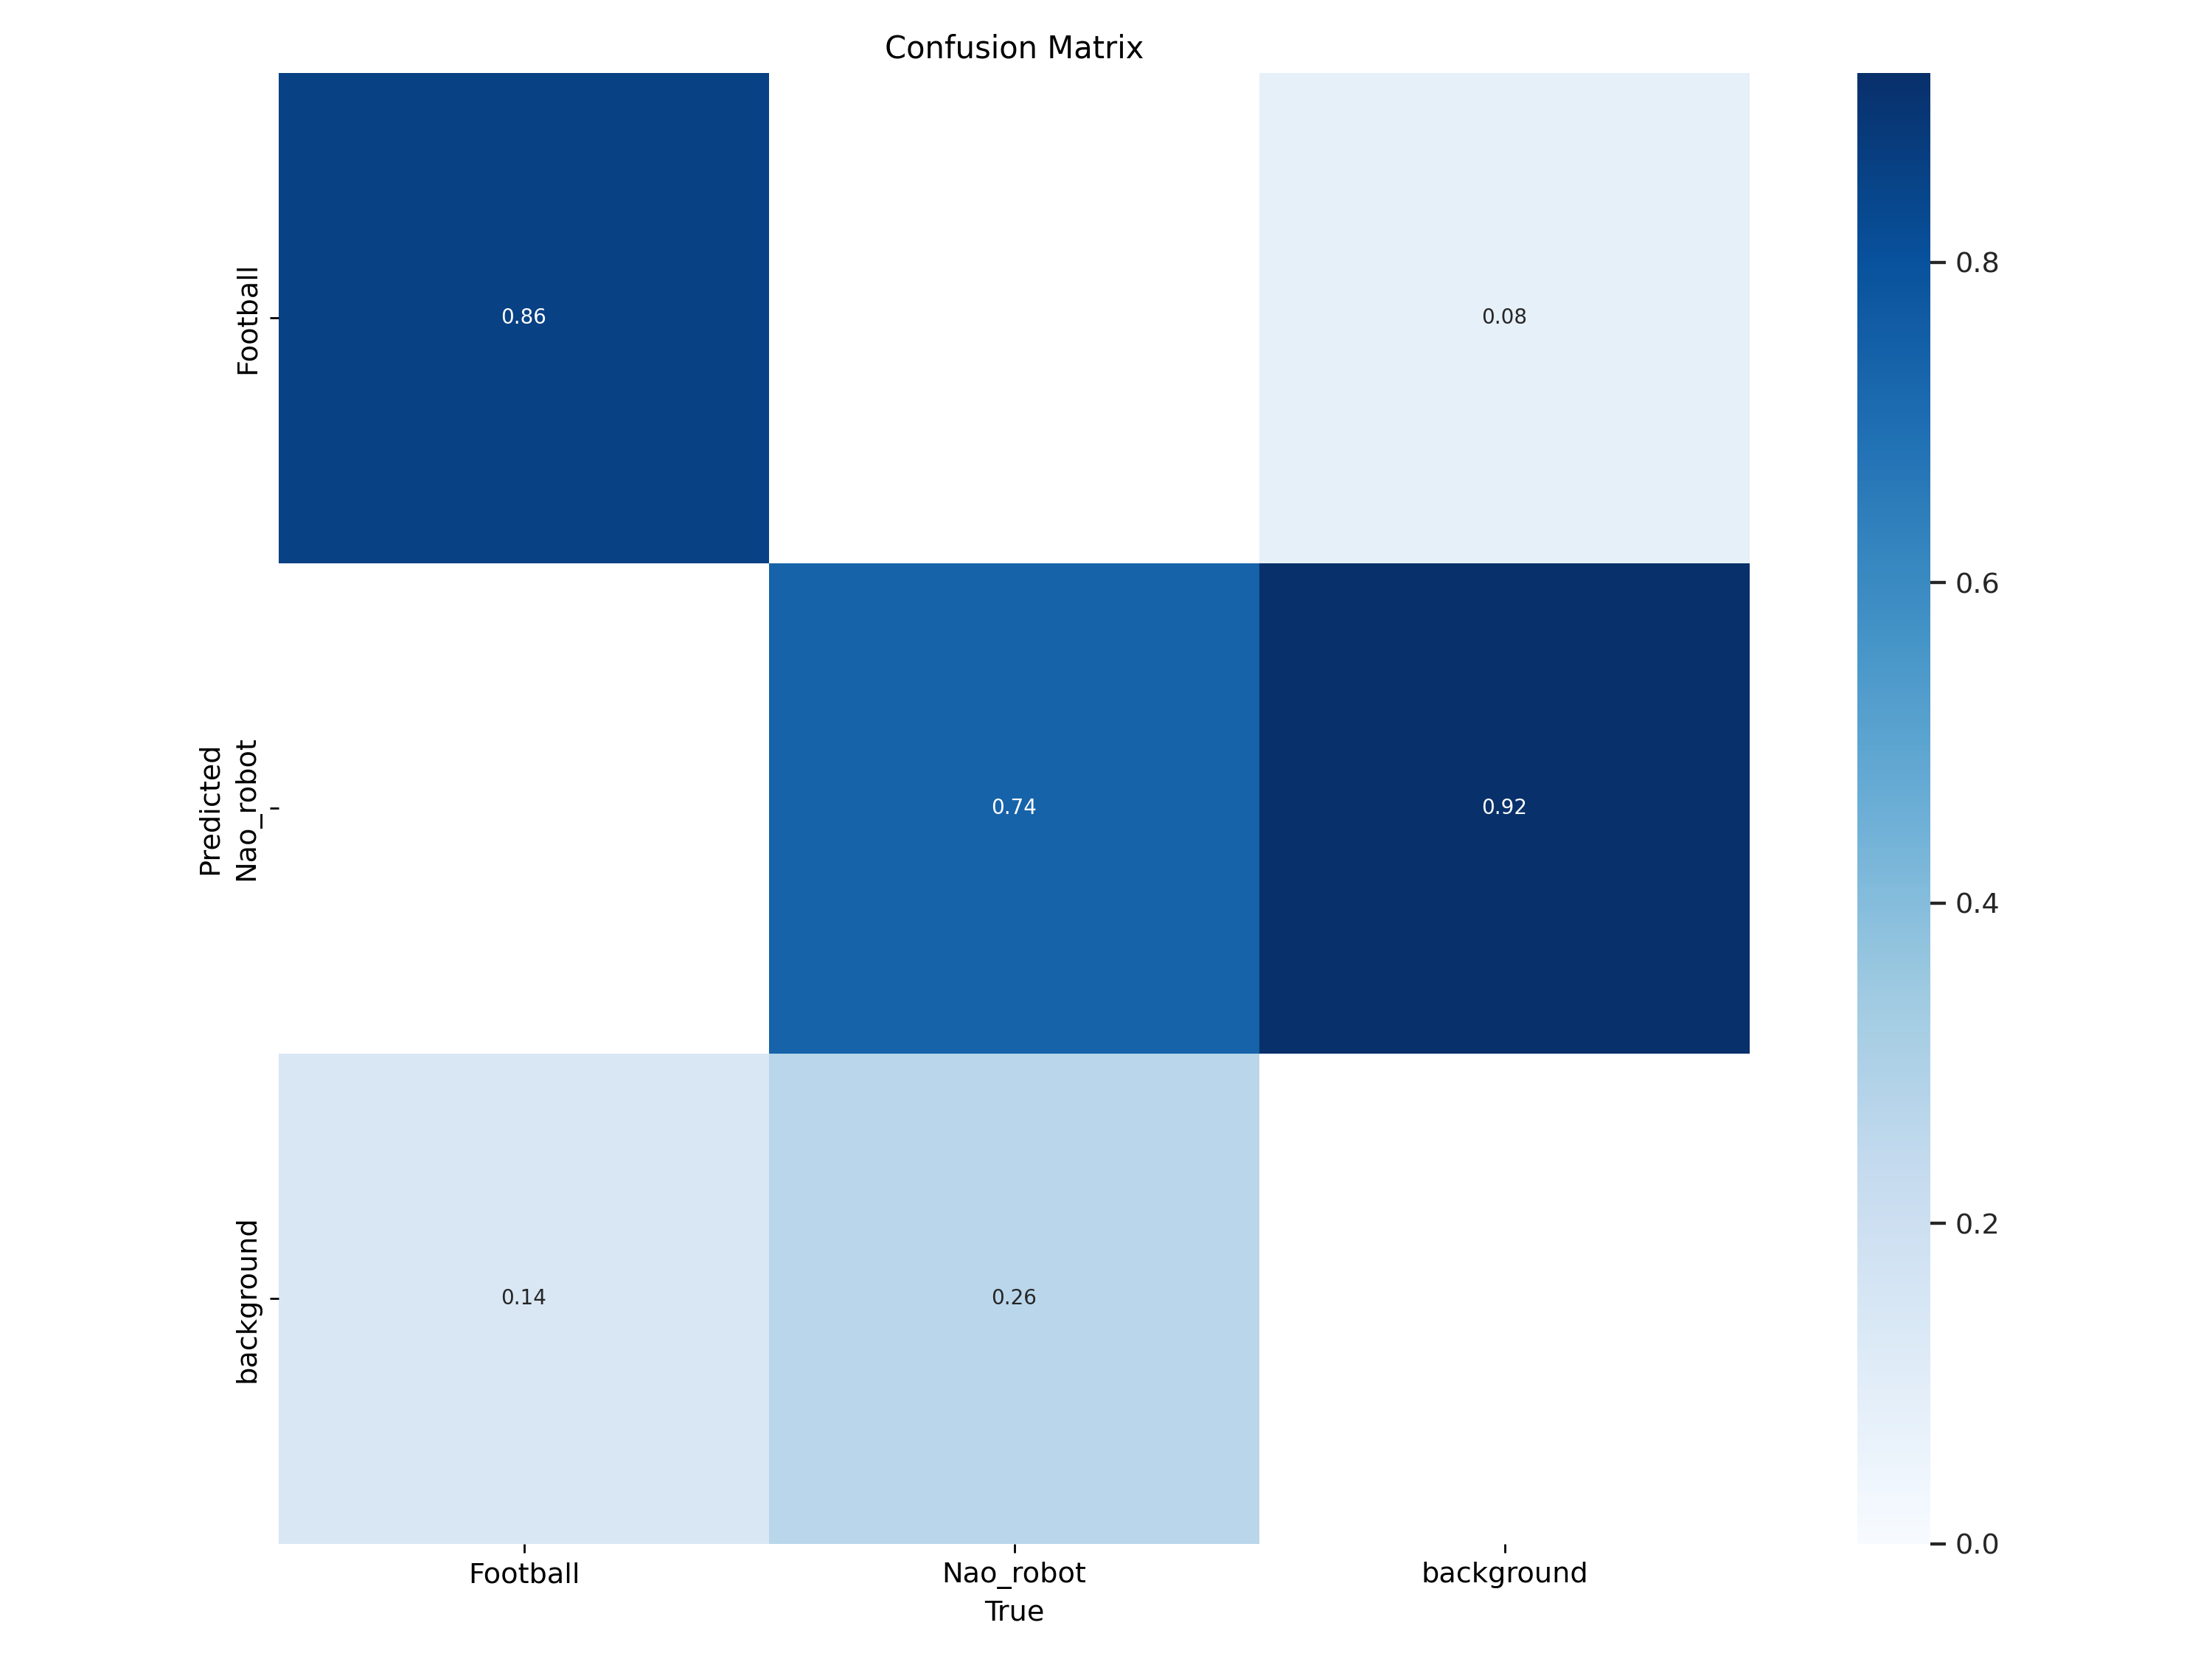 Confusion Matrix
Football
0.86
0.08
0.8
0.6
Predicted
Nao_robot
0.74
0.92
0.4
background
0.14
0.26
0.2
0.0
Football
Nao_robot
background
True